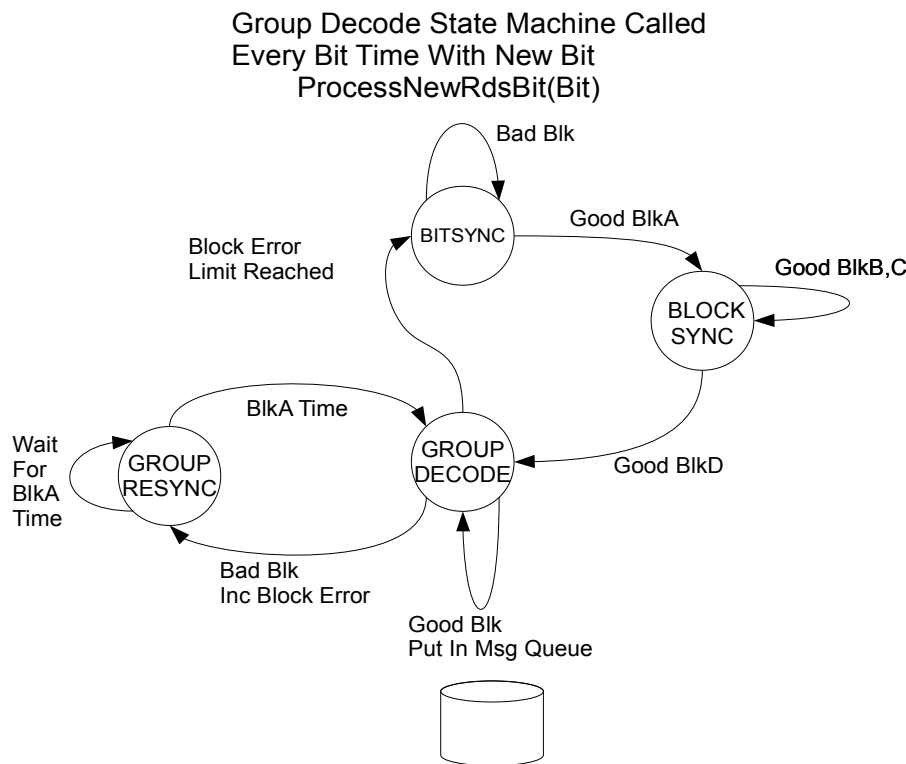 Group Decode State Machine Called
Every Bit Time With New Bit
ProcessNewRdsBit(Bit)
Bad Blk
BITSYNC
Good BlkA
Block Error
Limit Reached
Good BlkB,C
BLOCK
SYNC
BlkA Time
Wait
For
BlkA
Time
GROUP
RESYNC
GROUP
DECODE
Good BlkD
Bad Blk
Inc Block Error
Good Blk
Put In Msg Queue